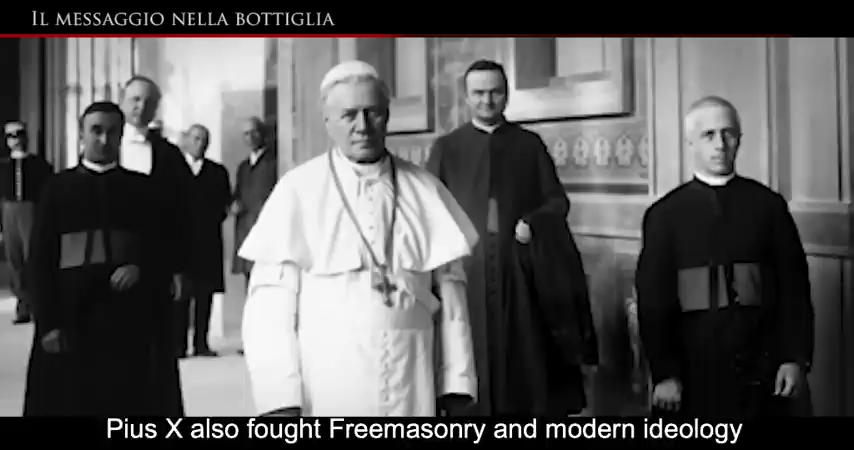 Il messaggio nella bottiglia
Pius X also fought Freemasonry and modern ideology